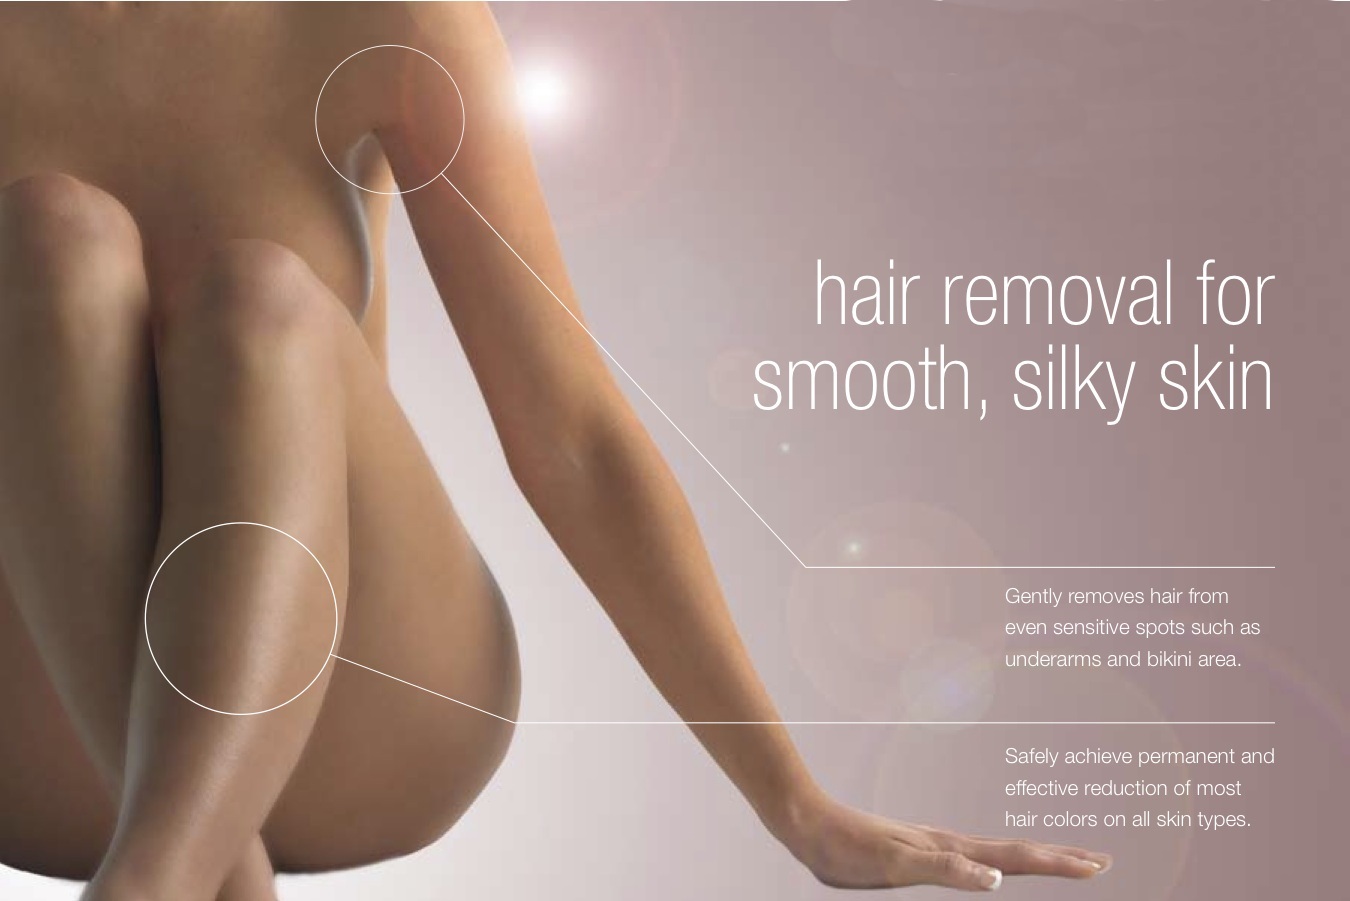 hair removal for
smooth, silky skin
Gently removes hair from
even sensitive spots such as
underarms and bikini area.
Safely achieve permanent and
effective reduction of most
hair colors on all skin types.